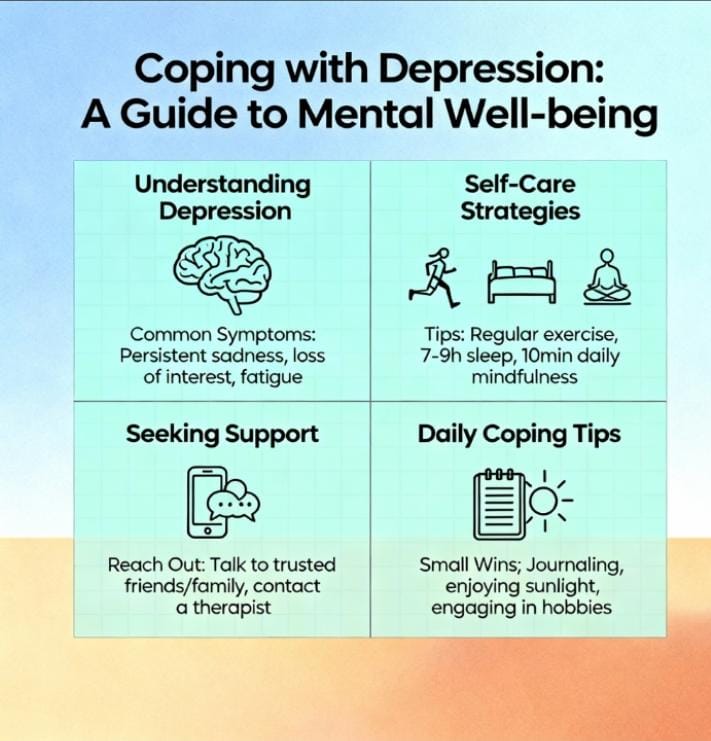 Coping with Depression:
A Guide to Mental Well-being
Understanding
Depression
Common Symptoms:
Persistent sadness, loss
of interest, fatigue
Self-Care
Strategies
Tips: Regular exercise,
7-9h sleep, 10min daily
mindfulness
Seeking Support
Reach Out: Talk to trusted
friends/family, contact
a therapist
Daily Coping Tips
Small Wins; Journaling,
enjoying sunlight,
engaging in hobbies